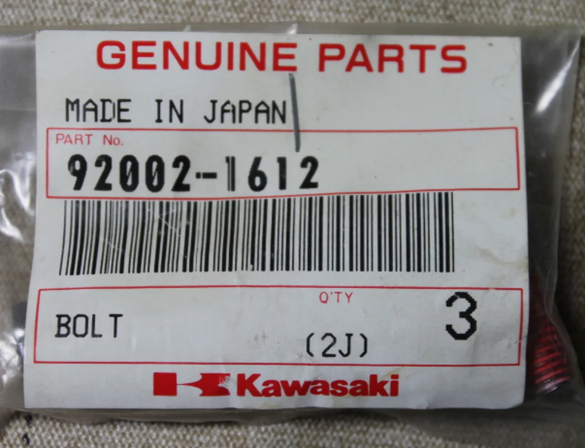 GENUINE PARTS
MADE IN JAPAN
PART No.
92002-1612
Q'TY
BOLT
(2J)
3
Kawasaki